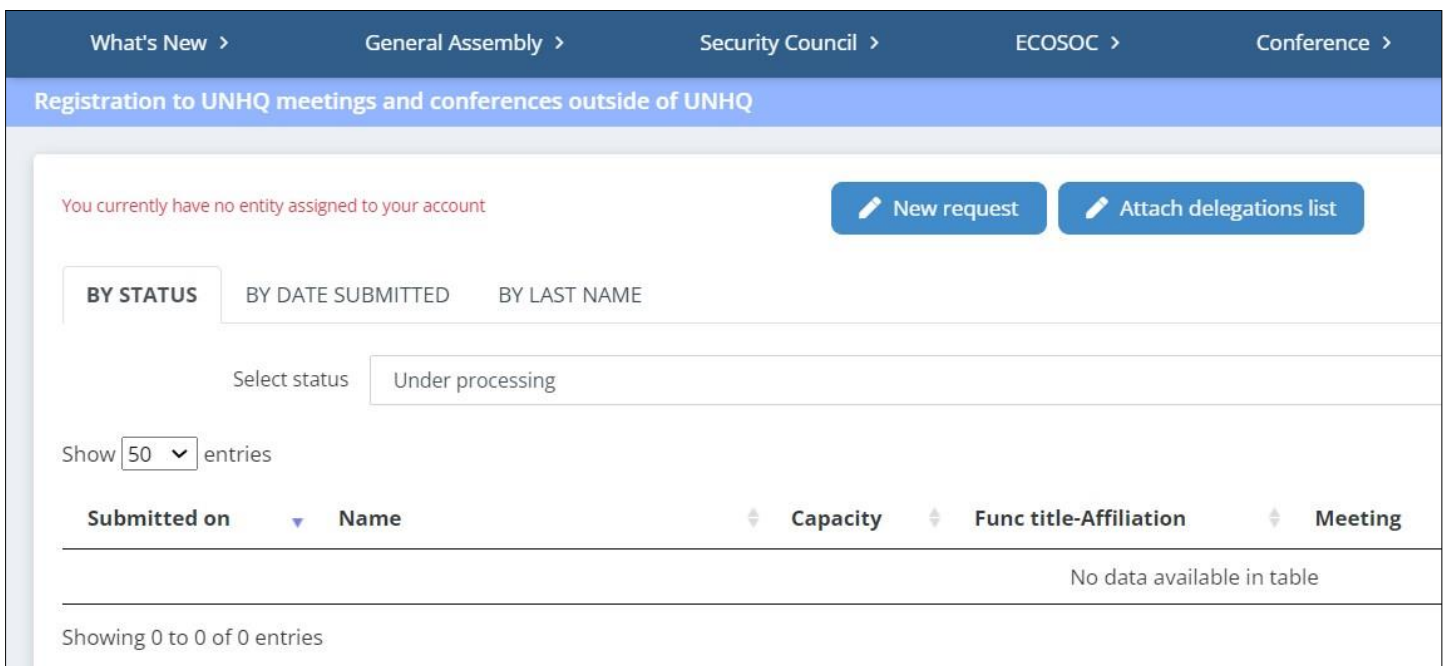 What's New > General Assembly > Security Council > ECOSOC > Conference >
Registration to UNHQ meetings and conferences outside of UNHQ
You currently have no entity assigned to your account New request Attach delegations list
BY STATUS BY DATE SUBMITTED BY LAST NAME
Select status Under processing
Show 50 entries
Submitted on Name Capacity Func title-Affiliation Meeting
No data available in table
Showing 0 to 0 of 0 entries